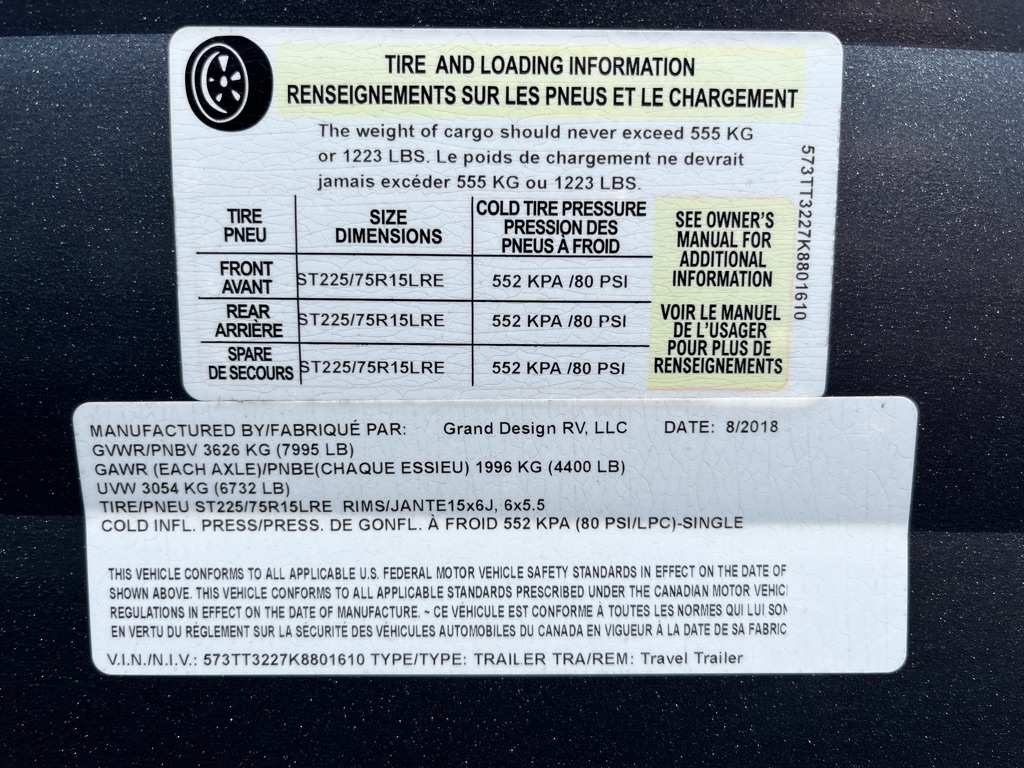 TIRE AND LOADING INFORMATION
RENSEIGNEMENTS SUR LES PNEUS ET LE CHARGEMENT
The weight of cargo should never exceed 555 KG
or 1223 LBS. Le poids de chargement ne devrait
jamais excéder 555 KG ou 1223 LBS.
TIRE
PNEU
SIZE
DIMENSIONS
COLD TIRE PRESSURE
PRESSION DES
PNEUS À FROID
FRONT
AVANT
ST225/75R15LRE
552 KPA /80 PSI
REAR
ARRIÈRE
ST225/75R15LRE
552 KPA /80 PSI
SPARE
DE SECOURS
ST225/75R15LRE
552 KPA /80 PSI
SEE OWNER'S
MANUAL FOR
ADDITIONAL
INFORMATION
VOIR LE MANUEL
DE L'USAGER
POUR PLUS DE
RENSEIGNEMENTS
573TT3227K8801610
MANUFACTURED BY/FABRIQUÉ PAR: Grand Design RV, LLC DATE: 8/2018
GVWR/PNBV 3626 KG (7995 LB)
GAWR (EACH AXLE)/PNBE(CHAQUE ESSIEU) 1996 KG (4400 LB)
UVW 3054 KG (6732 LB)
TIRE/PNEU ST225/75R15LRE RIMS/JANTE15x6J, 6x5.5
COLD INFL. PRESS/PRESS. DE GONFL. À FROID 552 KPA (80 PSI/LPC)-SINGLE
THIS VEHICLE CONFORMS TO ALL APPLICABLE U.S. FEDERAL MOTOR VEHICLE SAFETY STANDARDS IN EFFECT ON THE DATE OF
SHOWN ABOVE. THIS VEHICLE CONFORMS TO ALL APPLICABLE STANDARDS PRESCRIBED UNDER THE CANADIAN MOTOR VEHIC
REGULATIONS IN EFFECT ON THE DATE OF MANUFACTURE. ~ CE VÉHICULE EST CONFORME À TOUTES LES NORMES QUI LUI SON
EN VERTU DU RÈGLEMENT SUR LA SÉCURITÉ DES VÉHICULES AUTOMOBILES DU CANADA EN VIGUEUR À LA DATE DE SA FABRIC
V.I.N./N.I.V.: 573TT3227K8801610 TYPE/TYPE: TRAILER TRA/REM: Travel Trailer